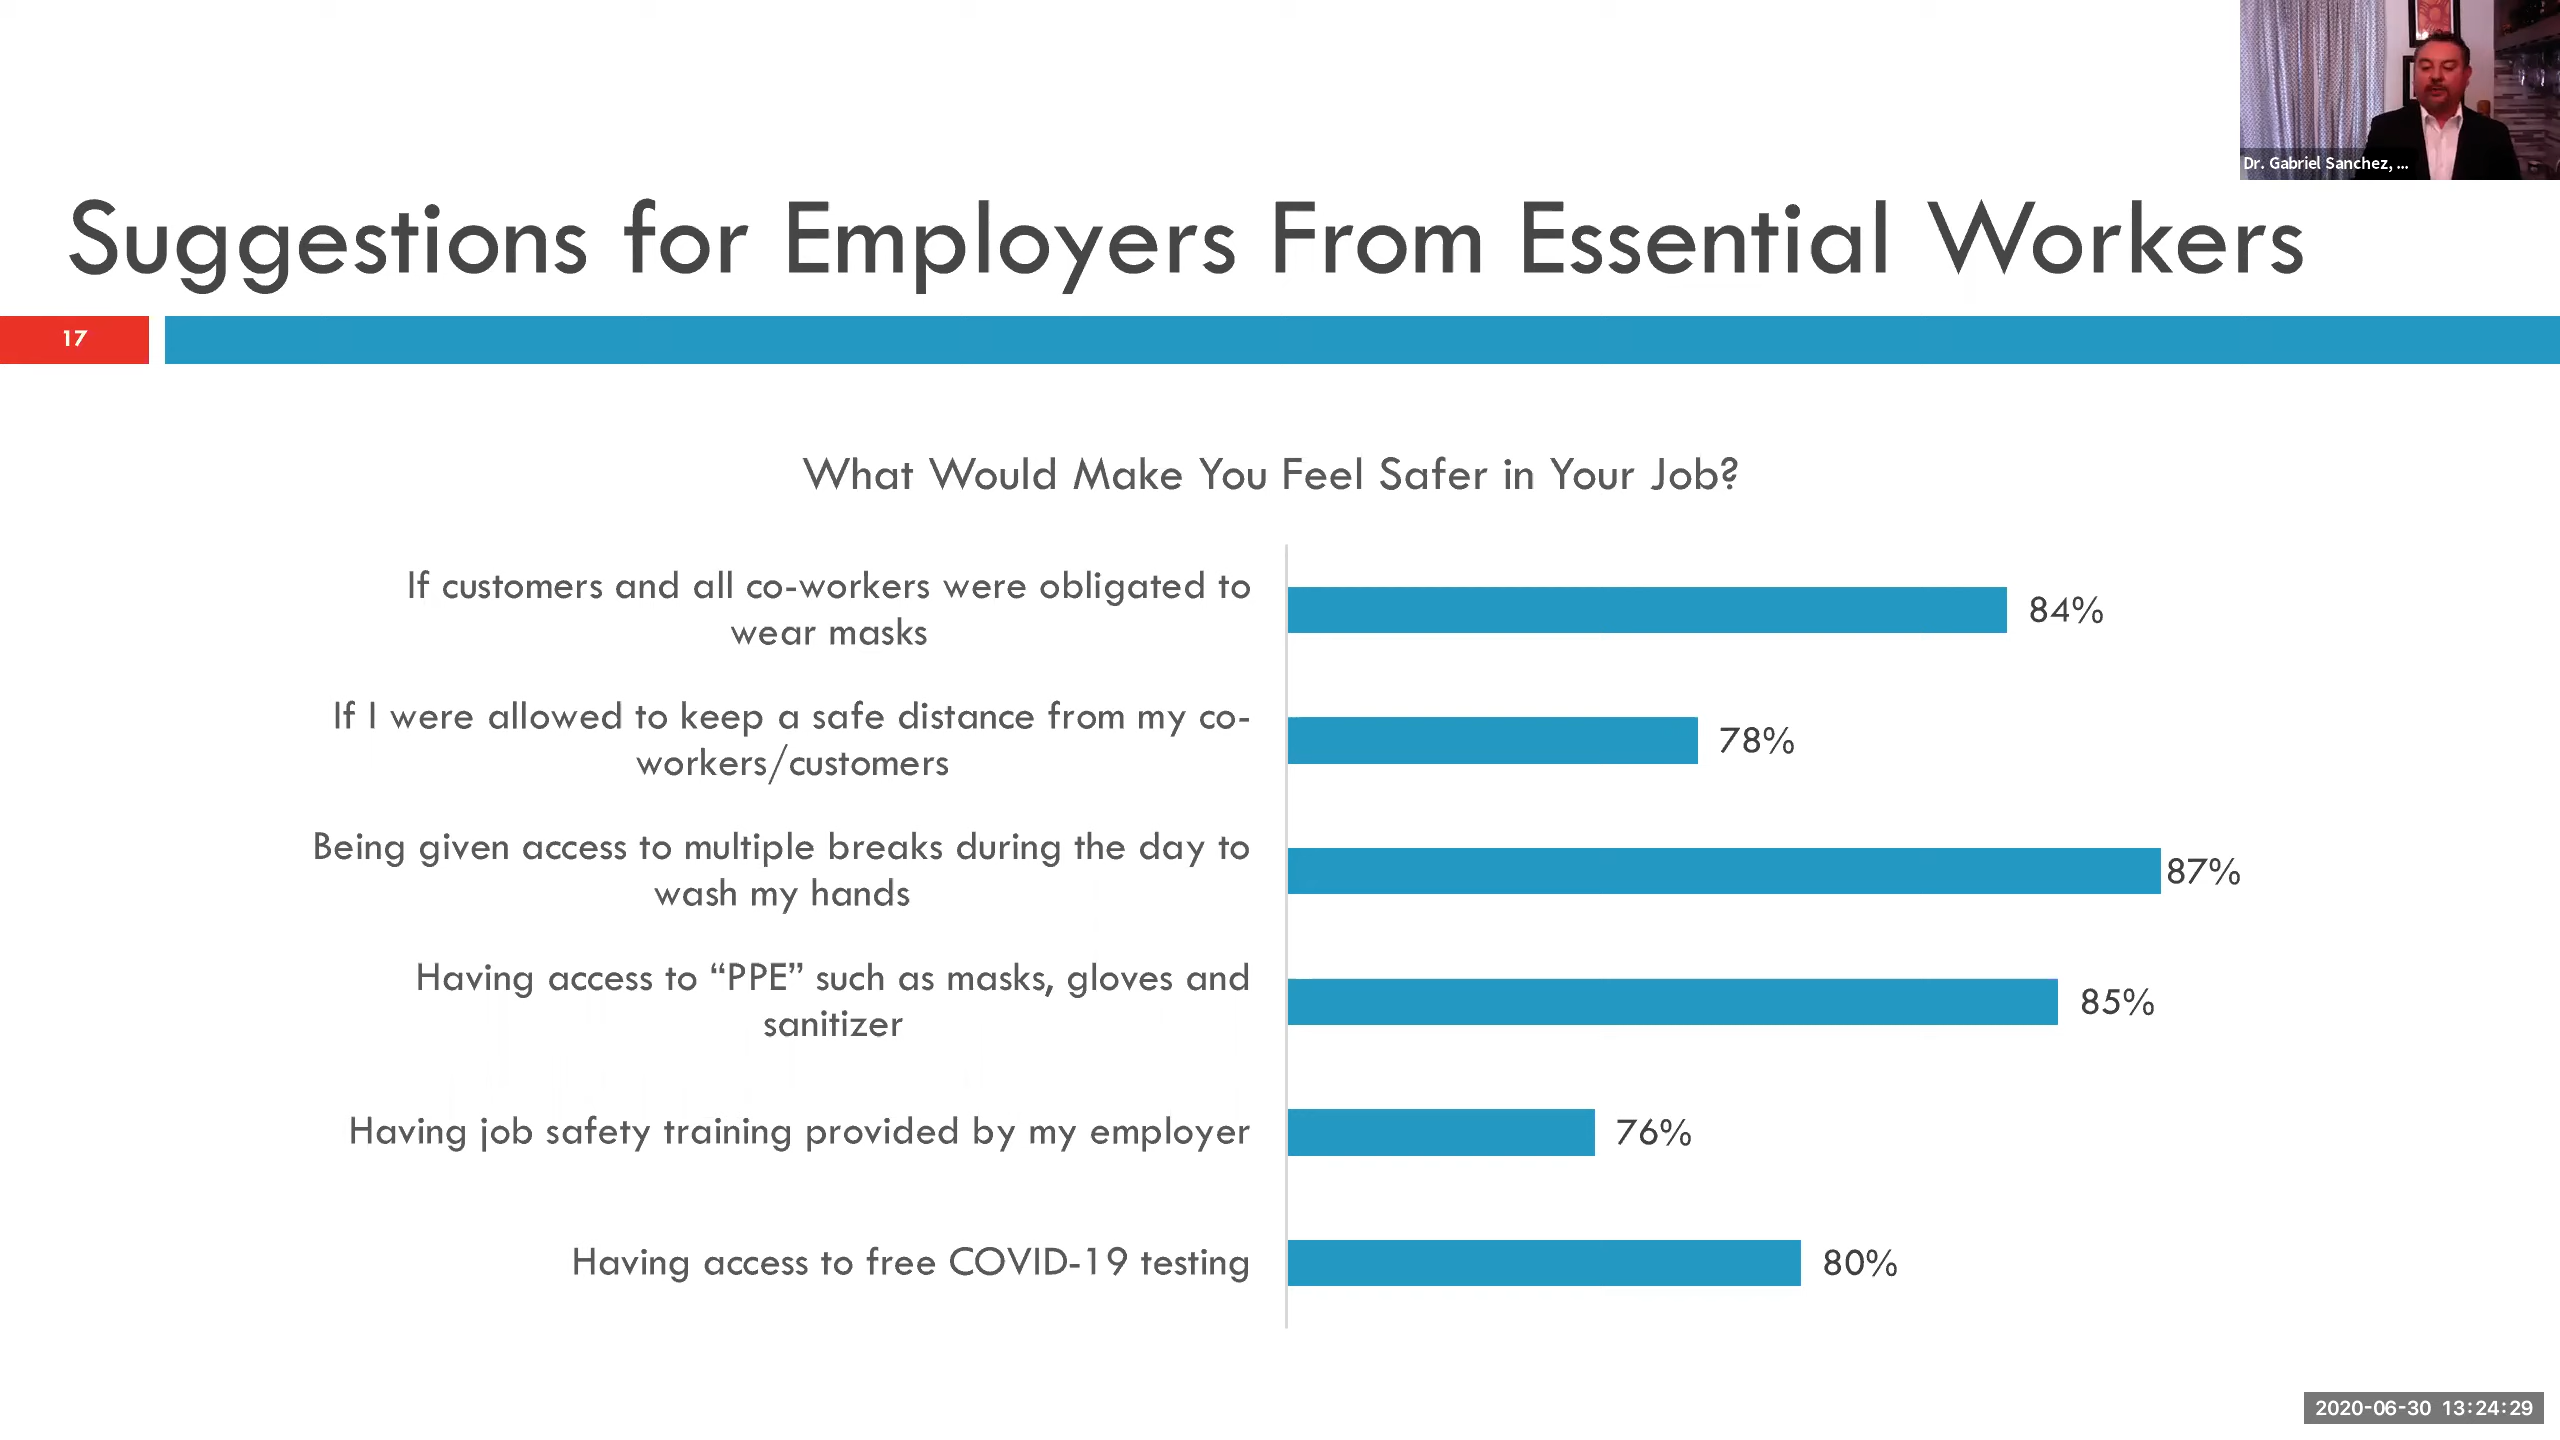 Dr. Gabriel Sanchez, ...
Suggestions for Employers From Essential Workers
17
What Would Make You Feel Safer in Your Job?
If customers and all co-workers were obligated to
wear masks
84%
If I were allowed to keep a safe distance from my co-
workers/customers
78%
Being given access to multiple breaks during the day to
wash my hands
87%
Having access to “PPE” such as masks, gloves and
sanitizer
85%
Having job safety training provided by my employer
76%
Having access to free COVID-19 testing
80%
2020-06-30 13:24:29